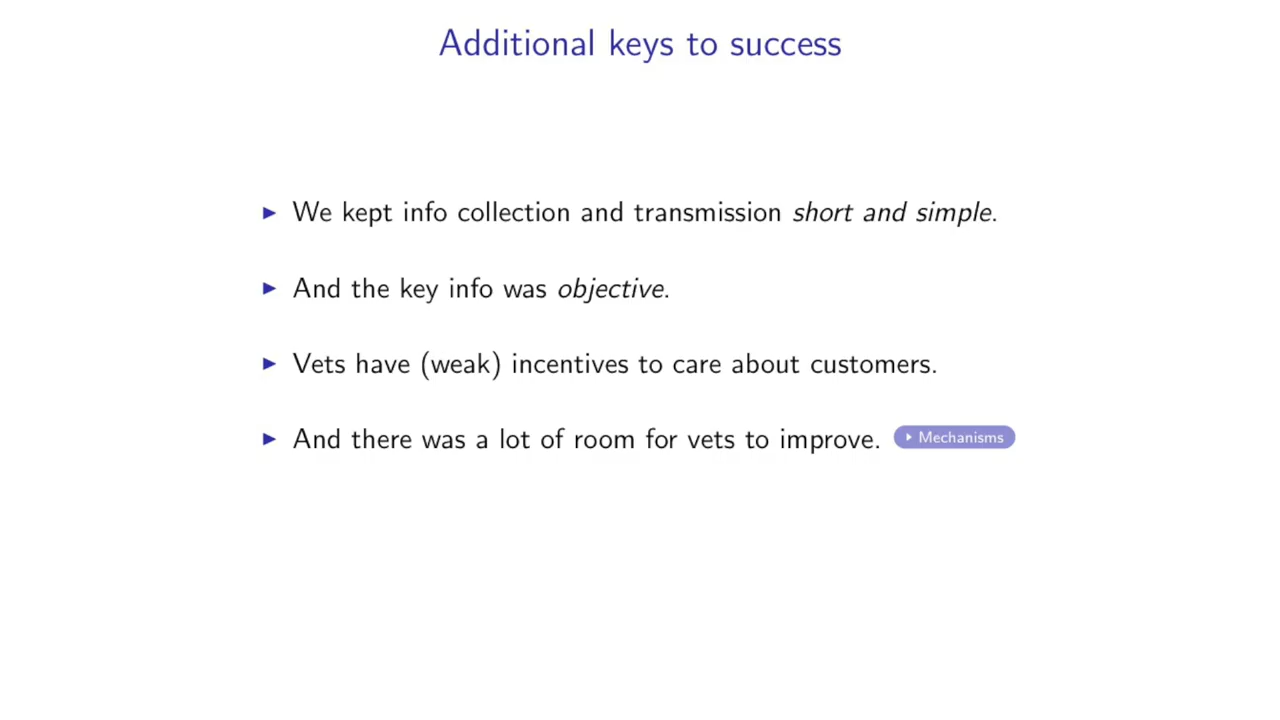 Additional keys to success
▶ We kept info collection and transmission short and simple.
▶ And the key info was objective.
▶ Vets have (weak) incentives to care about customers.
▶ And there was a lot of room for vets to improve. ▶ Mechanisms